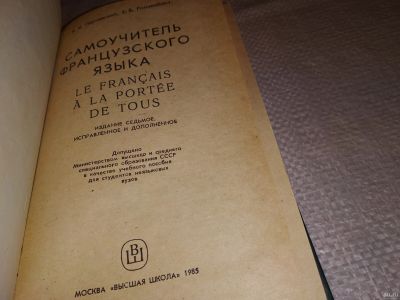 САМОУЧИТЕЛЬ
ФРАНЦУЗСКОГО
ЯЗЫКА
LE FRANÇAIS
À LA PORTÉE
DE TOUS
ИЗДАНИЕ СЕДЬМОЕ,
ИСПРАВЛЕННОЕ И ДОПОЛНЕННОЕ
Допущено
Министерством высшего и среднего
специального образования СССР
в качестве учебного пособия
для студентов неязыковых
вузов
ВШ
МОСКВА «ВЫСШАЯ ШКОЛА» 1985